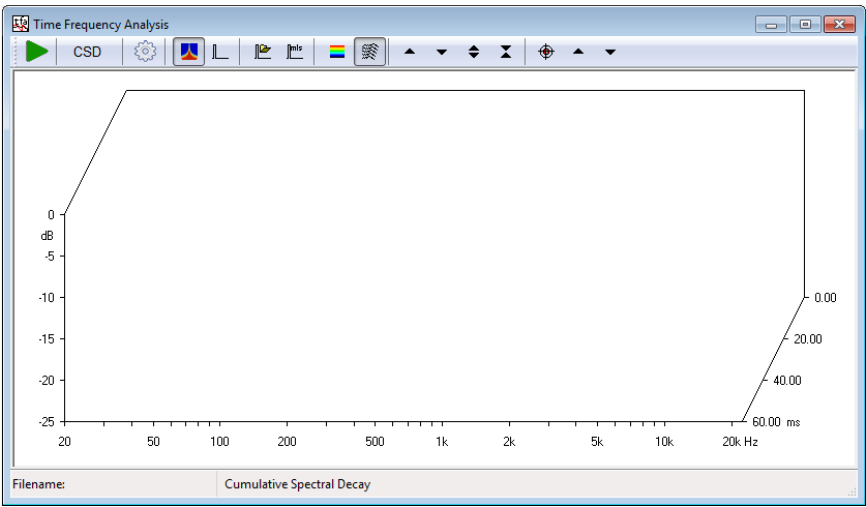 Time Frequency Analysis
CSD
mls
0
dB
-5
-10
-15
-20
-25
0.00
20.00
40.00
60.00 ms
20 50 100 200 500 1k 2k 5k 10k 20k Hz
Filename: Cumulative Spectral Decay